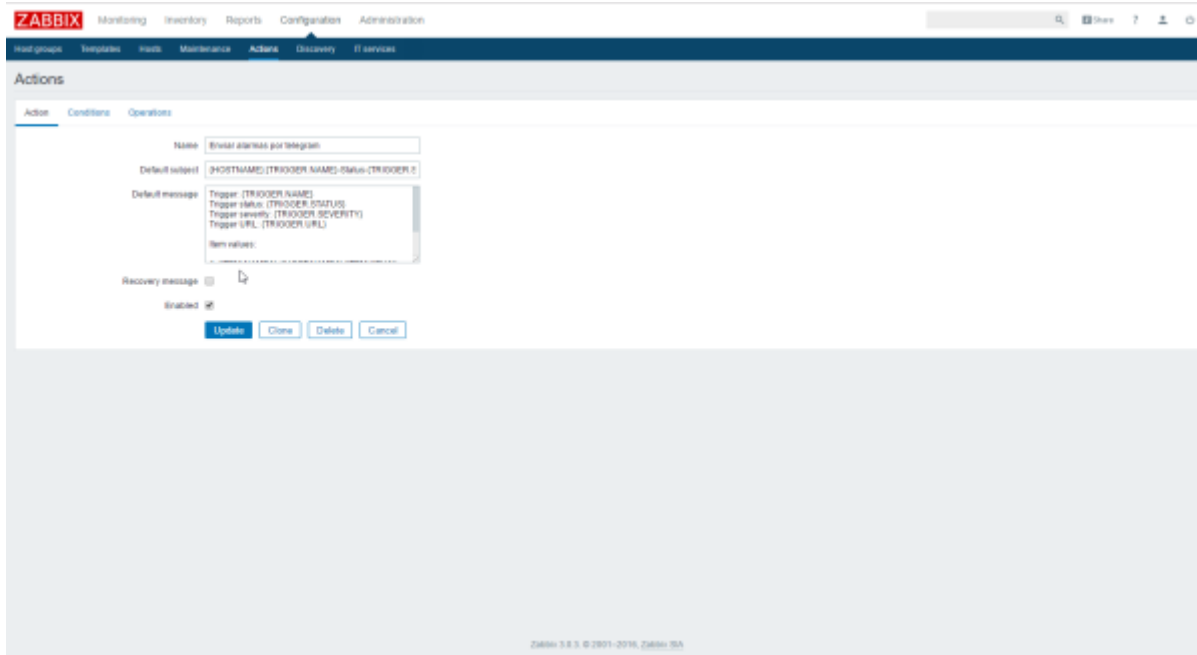 ZABBIX Monitoring Inventory Reports Configuration Administration Share ?
Host groups Templates Hosts Maintenance Actions Discovery IT services
Actions
Action Conditions Operations
Name Enviar alarmas por telegram
Default subject {HOSTNAME}:{TRIGGER.NAME}-Status-{TRIGGER.S
Default message Trigger: {TRIGGER.NAME}
Trigger status: {TRIGGER.STATUS}
Trigger severity: {TRIGGER.SEVERITY}
Trigger URL: {TRIGGER.URL}
Item values:
Recovery message
Enabled
Update Clone Delete Cancel
Zabbix 3.0.3. © 2001–2016, Zabbix SIA